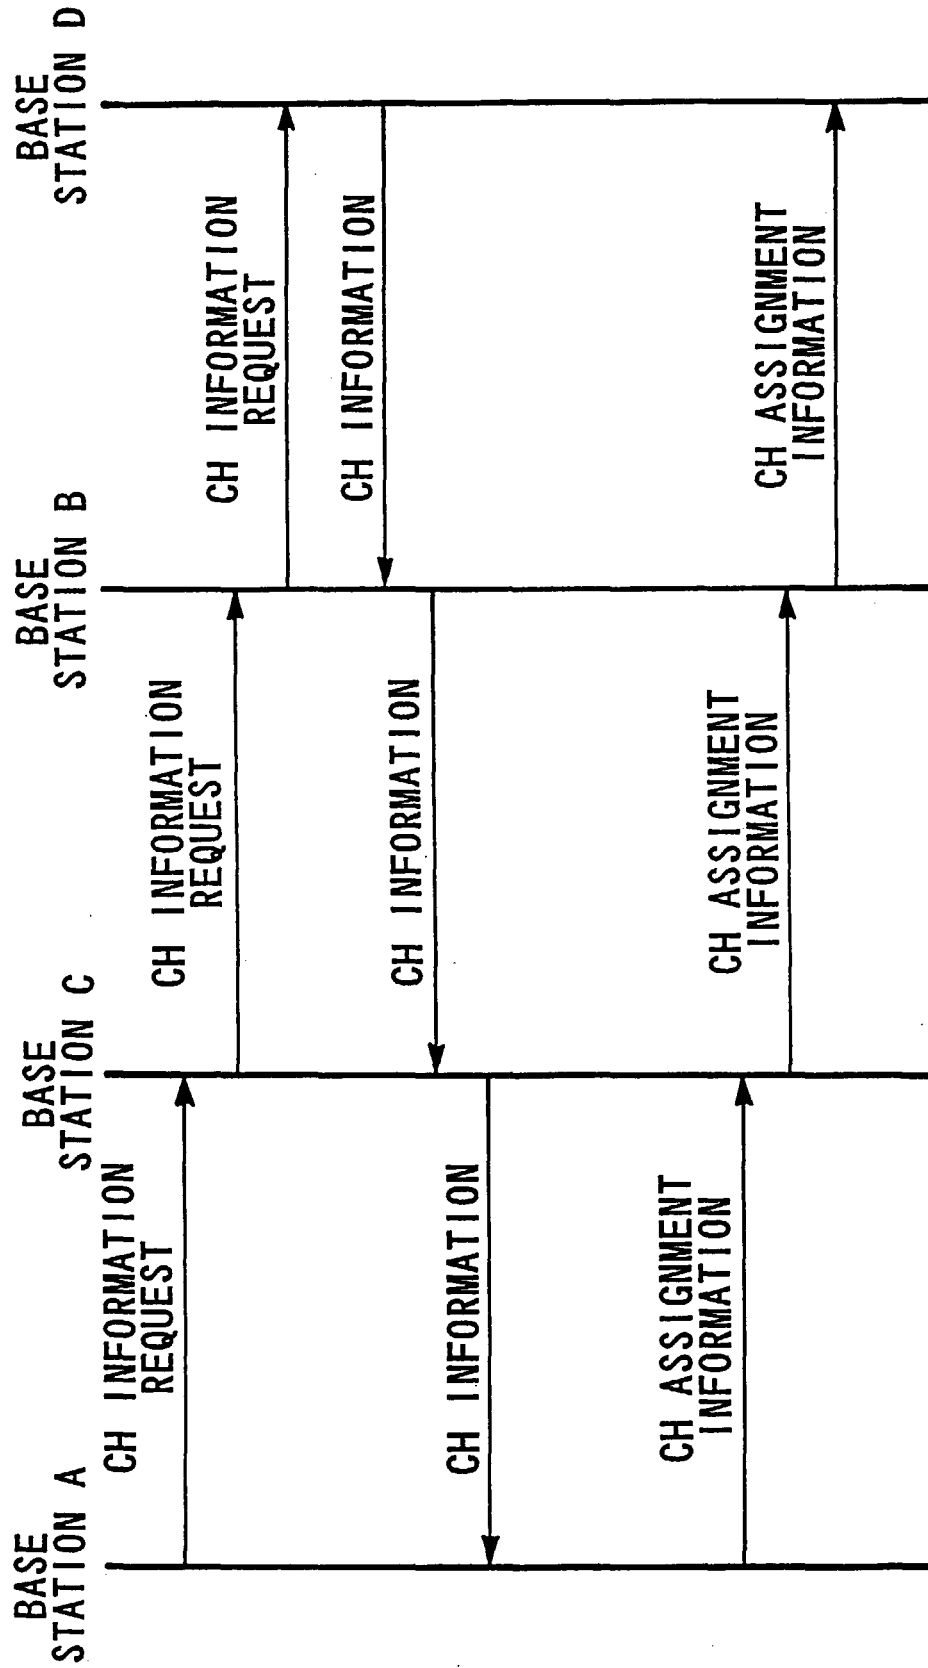 BASE
STATION A
BASE
STATION C
BASE
STATION B
BASE
STATION D
CH INFORMATION
REQUEST
CH INFORMATION
REQUEST
CH INFORMATION
REQUEST
CH INFORMATION
CH INFORMATION
CH INFORMATION
CH ASSIGNMENT
INFORMATION
CH ASSIGNMENT
INFORMATION
CH ASSIGNMENT
INFORMATION